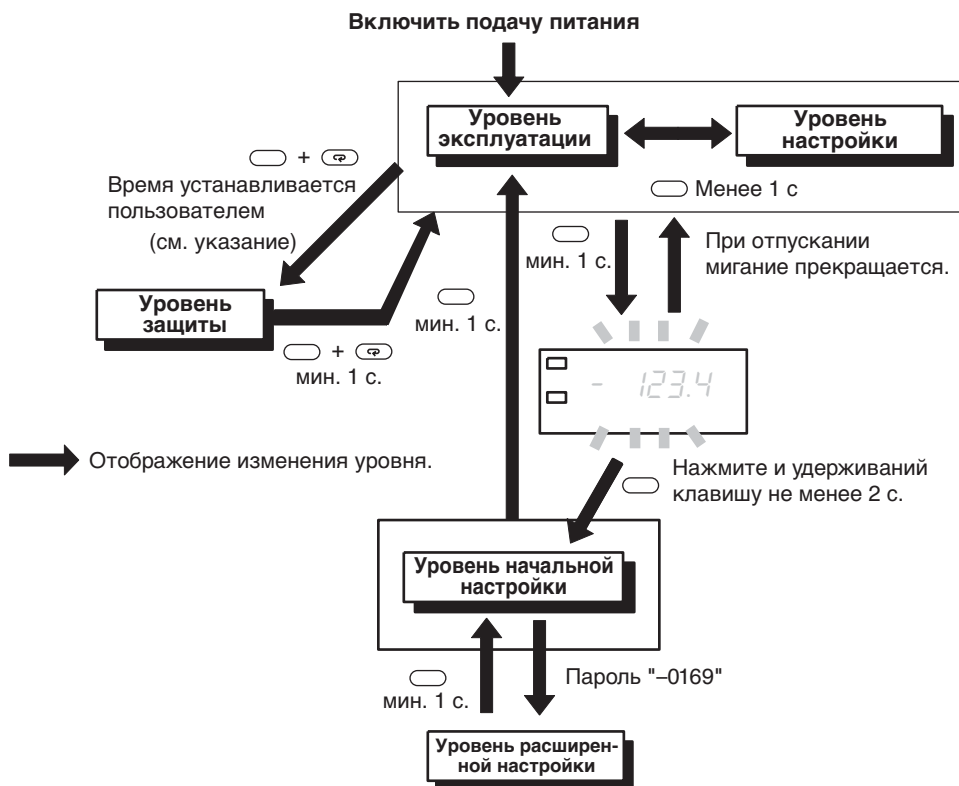 Включить подачу питания
Уровень
эксплуатации
Уровень
настройки
+
Время устанавливается
пользователем
(см. указание)
Менее 1 с
мин. 1 с.
При отпускании
мигание прекращается.
Уровень
защиты
мин. 1 с.
+
мин. 1 с.
- 123.4
Отображение изменения уровня.
Нажмите и удерживаний
клавишу не менее 2 с.
Уровень начальной
настройки
мин. 1 с.
Пароль "–0169"
Уровень расширен-
ной настройки